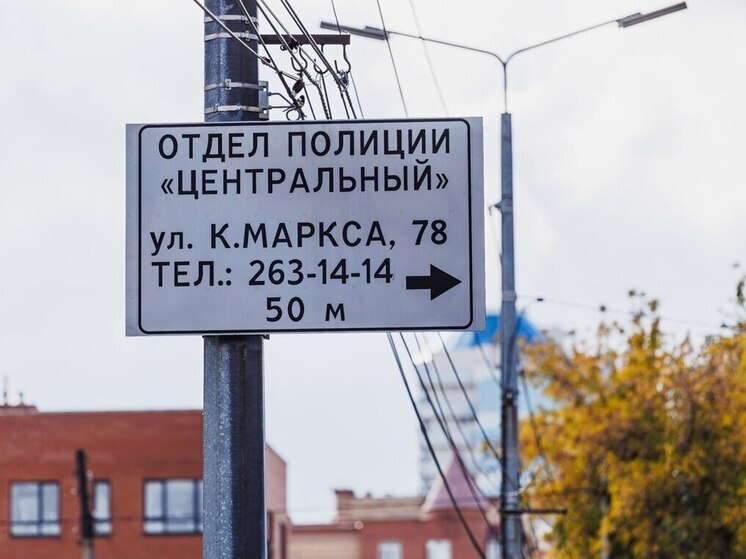 ОТДЕЛ ПОЛИЦИИ
«ЦЕНТРАЛЬНЫЙ»
ул. К.МАРКСА, 78
ТЕЛ.: 263-14-14
50 м